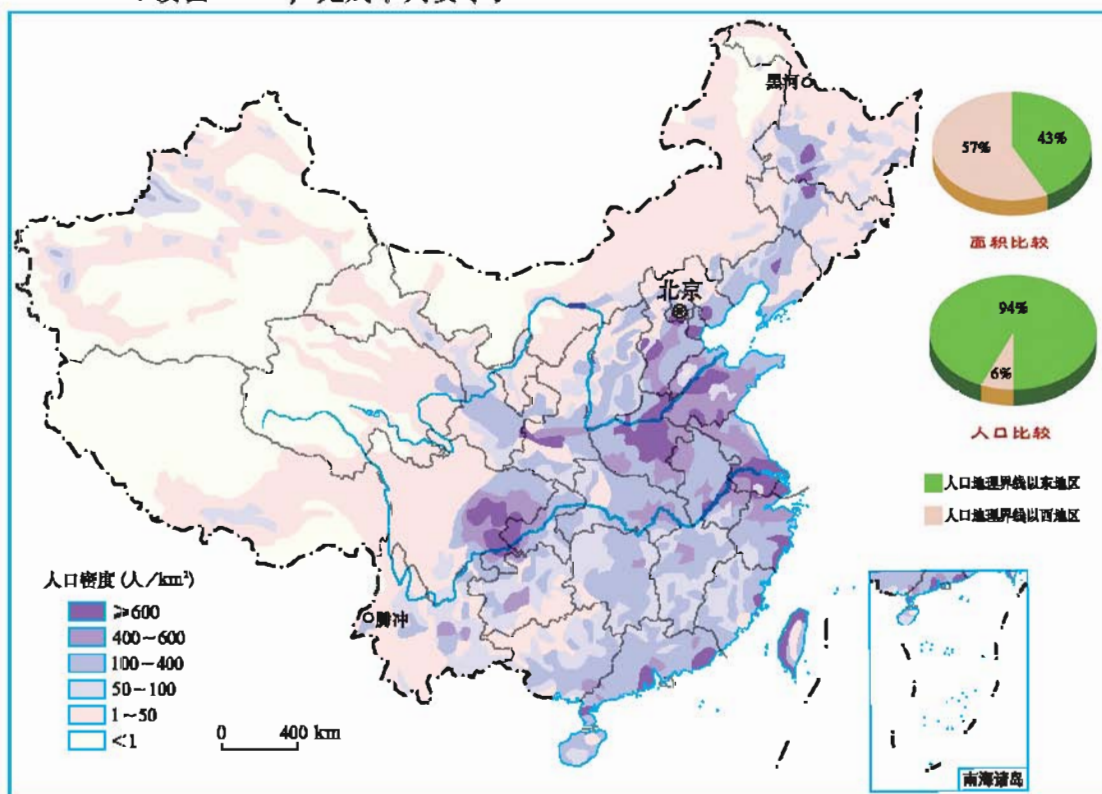 黑河
57%
43%
面积比较
北京
94%
6%
人口比较
人口地理界线以东地区
人口地理界线以西地区
人口密度(人/km²)
≥600
400~600
100~400
50~100
1~50
<1
腾冲
0 400 km
南海诸岛